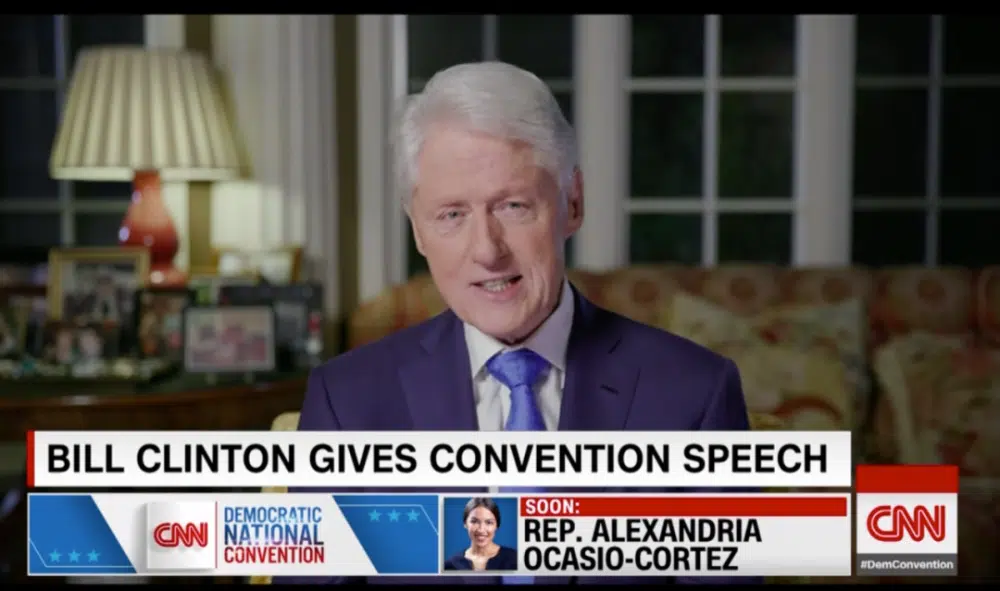 BILL CLINTON GIVES CONVENTION SPEECH
CNN
DEMOCRATIC
NATIONAL
CONVENTION
SOON:
REP. ALEXANDRIA
OCASIO-CORTEZ
CNN
#DemConvention